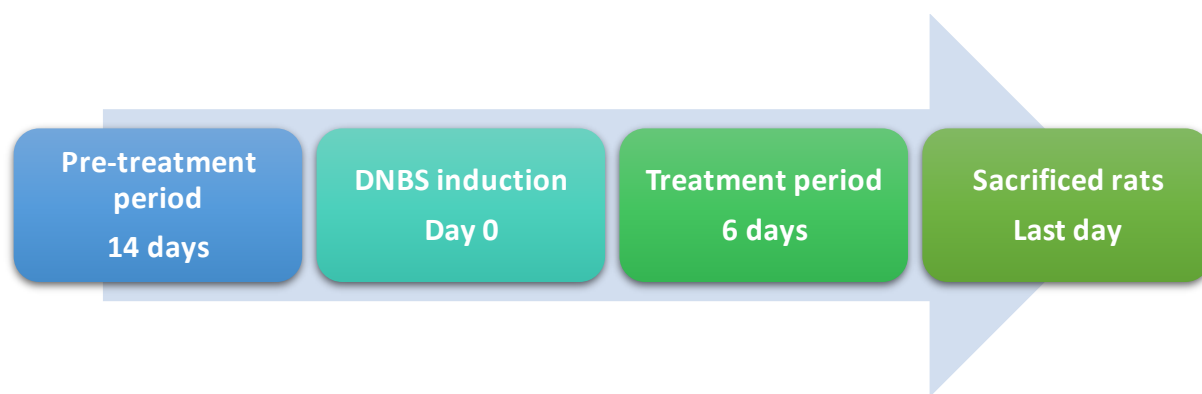 Pre-treatment
period
14 days
DNBS induction
Day 0
Treatment period
6 days
Sacrificed rats
Last day